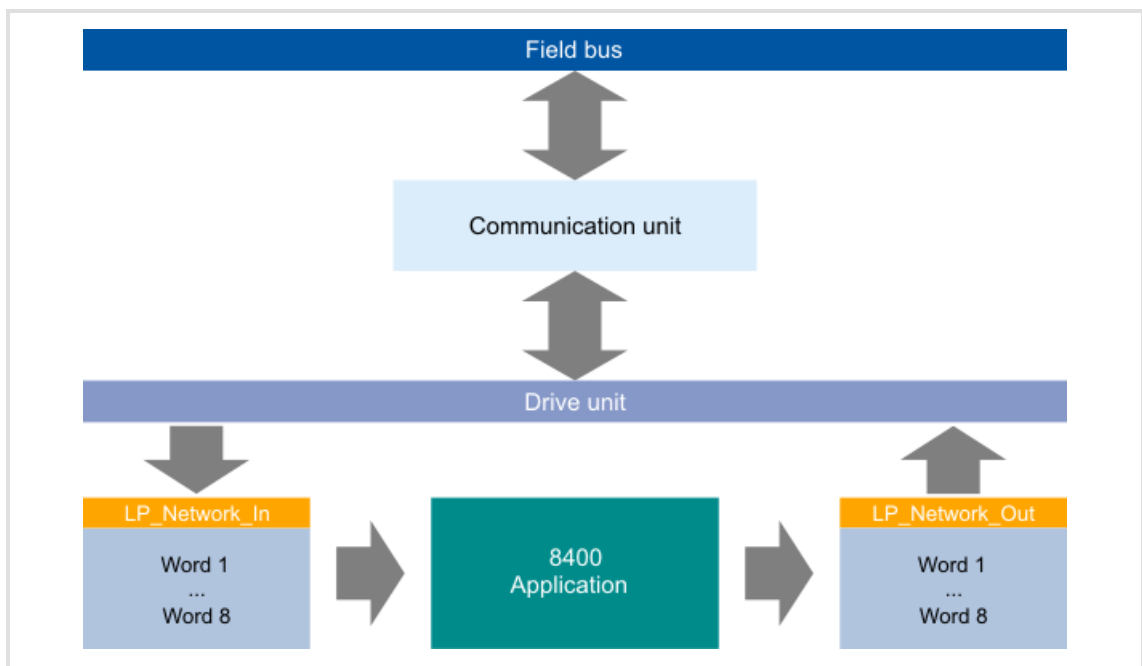 Field bus
Communication unit
Drive unit
LP_Network_In
Word 1
...
Word 8
8400
Application
LP_Network_Out
Word 1
...
Word 8